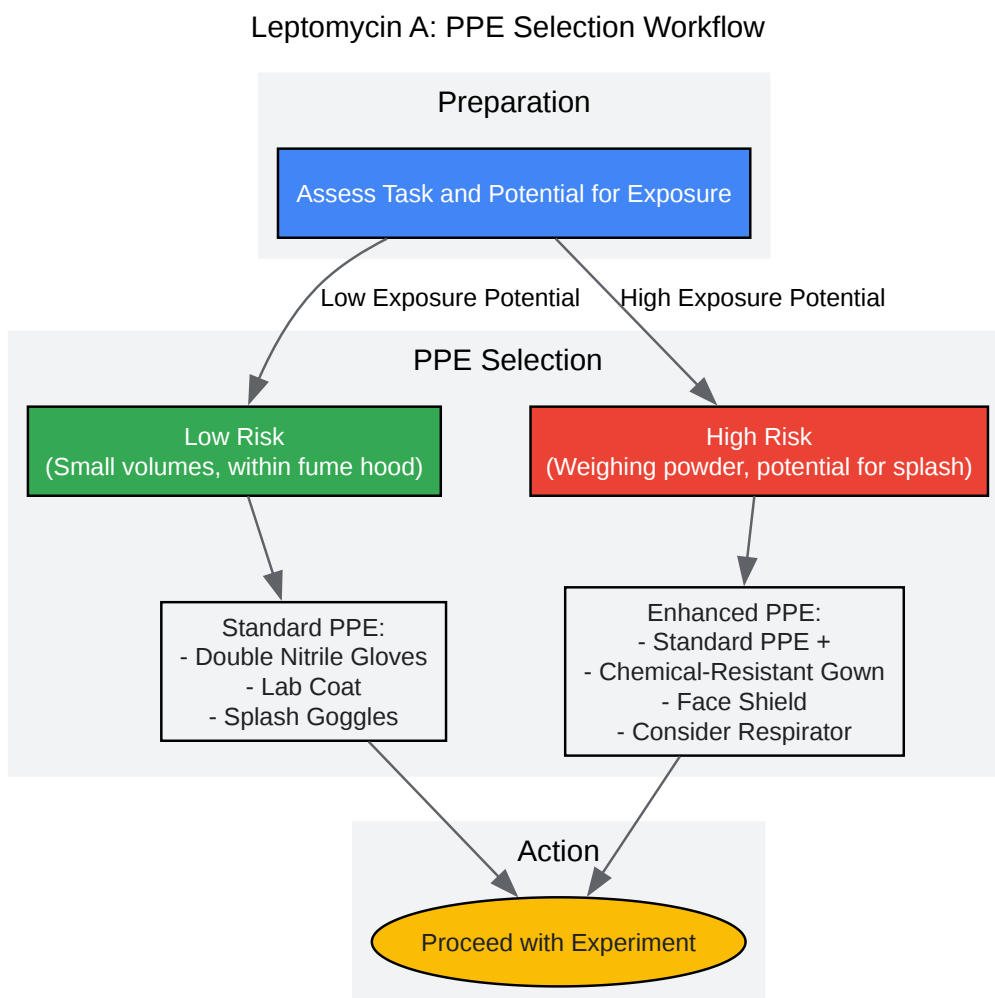 Leptomycin A: PPE Selection Workflow
Preparation
Assess Task and Potential for Exposure
Low Exposure Potential
High Exposure Potential
PPE Selection
Low Risk
(Small volumes, within fume hood)
High Risk
(Weighing powder, potential for splash)
Standard PPE:
- Double Nitrile Gloves
- Lab Coat
- Splash Goggles
Enhanced PPE:
- Standard PPE +
- Chemical-Resistant Gown
- Face Shield
- Consider Respirator
Action
Proceed with Experiment